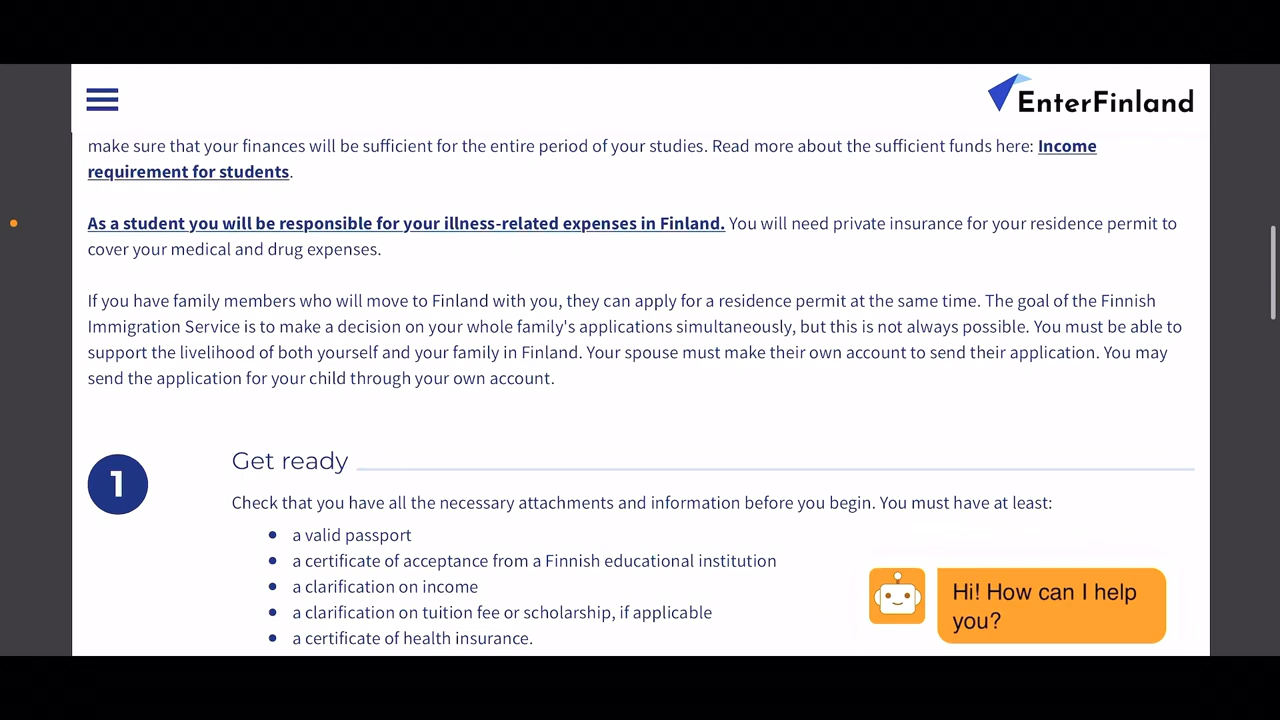 EnterFinland
make sure that your finances will be sufficient for the entire period of your studies. Read more about the sufficient funds here: Income
requirement for students.
As a student you will be responsible for your illness-related expenses in Finland. You will need private insurance for your residence permit to
cover your medical and drug expenses.
If you have family members who will move to Finland with you, they can apply for a residence permit at the same time. The goal of the Finnish
Immigration Service is to make a decision on your whole family's applications simultaneously, but this is not always possible. You must be able to
support the livelihood of both yourself and your family in Finland. Your spouse must make their own account to send their application. You may
send the application for your child through your own account.
1
Get ready
Check that you have all the necessary attachments and information before you begin. You must have at least:
• a valid passport
• a certificate of acceptance from a Finnish educational institution
• a clarification on income
• a clarification on tuition fee or scholarship, if applicable
• a certificate of health insurance.
Hi! How can I help
you?